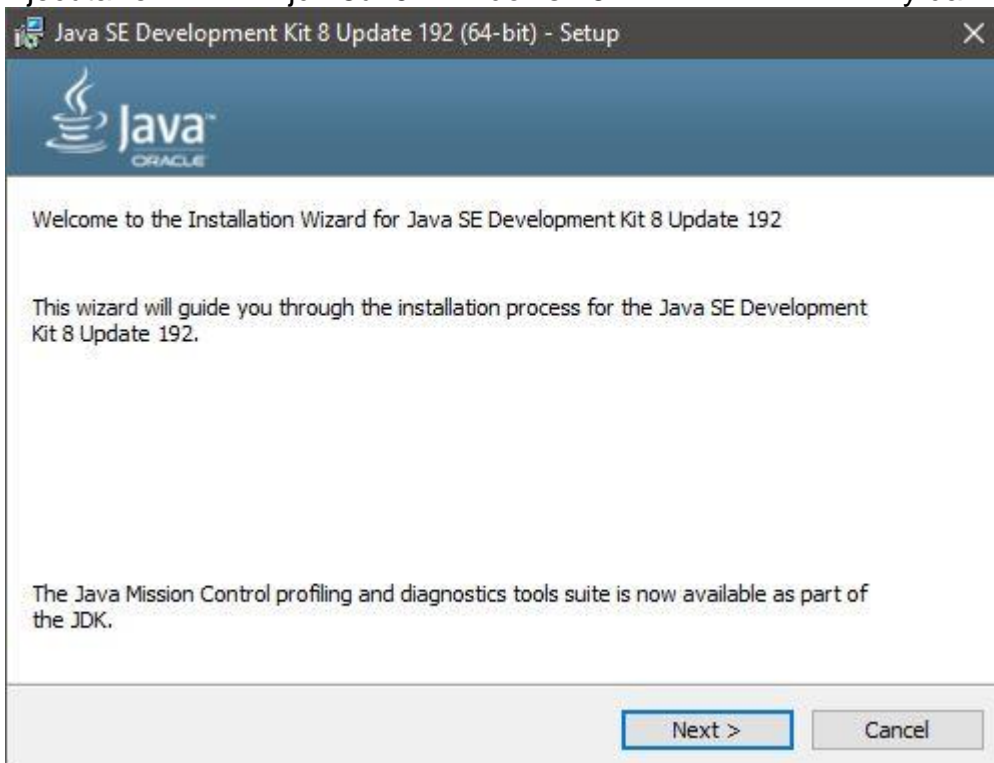 Java SE Development Kit 8 Update 192 (64-bit) - Setup
Java™
ORACLE
Welcome to the Installation Wizard for Java SE Development Kit 8 Update 192
This wizard will guide you through the installation process for the Java SE Development
Kit 8 Update 192.
The Java Mission Control profiling and diagnostics tools suite is now available as part of
the JDK.
Next >
Cancel